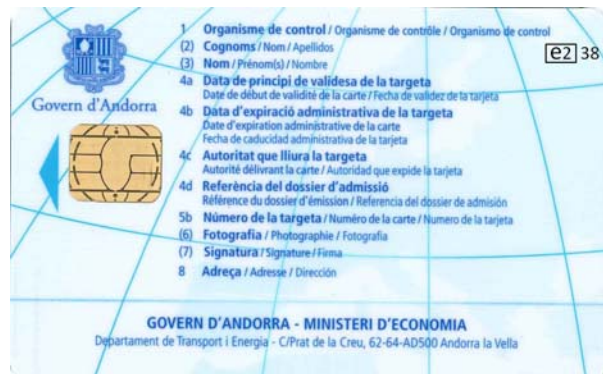 Govern d'Andorra
1 Organisme de control / Organisme de contrôle / Organismo de control
(2) Cognoms / Nom / Apellidos
(3) Nom / Prénom(s) / Nombre
4a Data de principi de validesa de la targeta
Date de début de validité de la carte / Fecha de validez de la tarjeta
4b Data d'expiració administrativa de la targeta
Date d'expiration administrative de la carte
Fecha de caducidad administrativa de la tarjeta
4c Autoritat que lliura la targeta
Autorité délivrant la carte / Autoridad que expide la tarjeta
4d Referència del dossier d'admissió
Référence du dossier d'émission / Referencia del dossier de admisión
5b Número de la targeta / Numéro de la carte / Numero de la tarjeta
(6) Fotografia / Photographie / Fotografia
(7) Signatura / Signature / Firma
8 Adreça / Adresse / Dirección
e2 38
GOVERN D'ANDORRA - MINISTERI D'ECONOMIA
Departament de Transport i Energia - C/Prat de la Creu, 62-64-AD500 Andorra la Vella